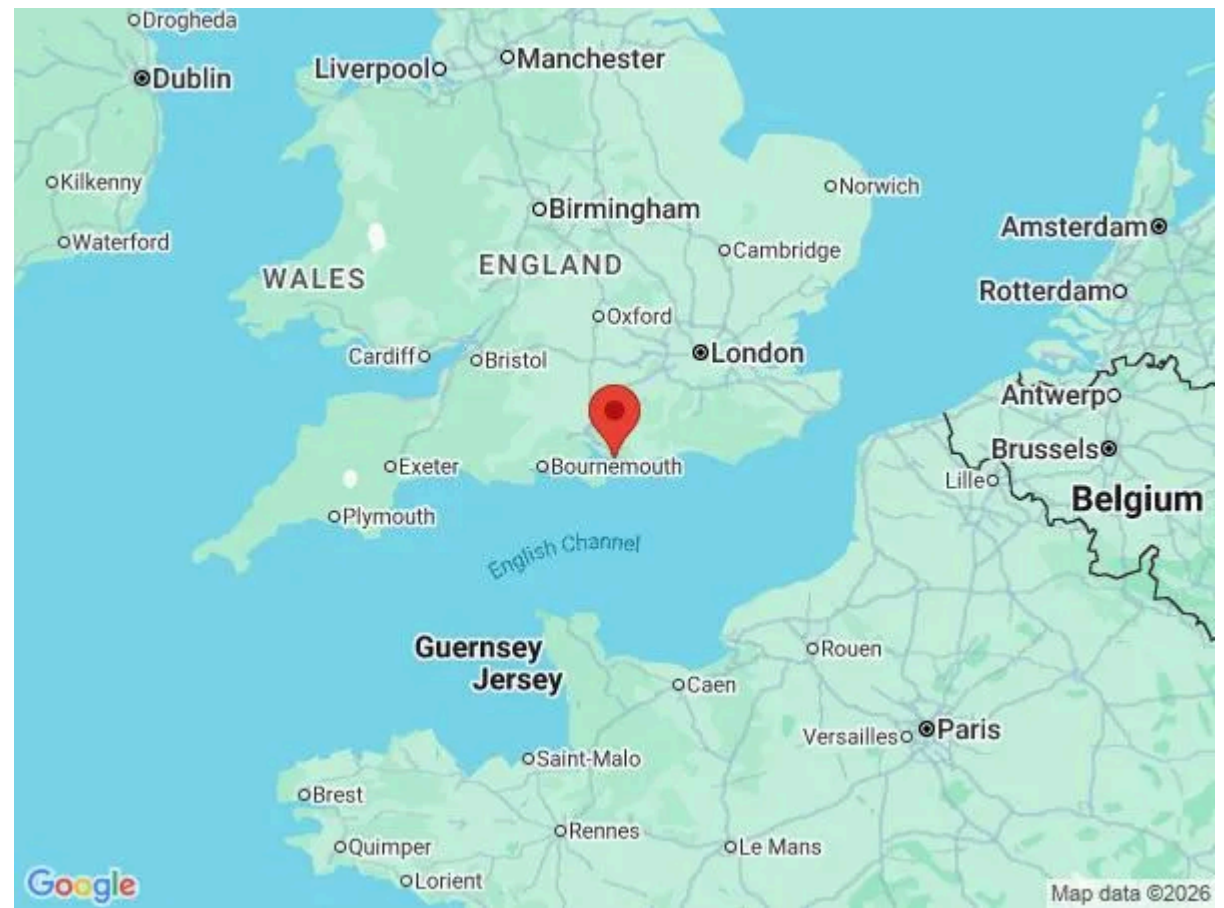 Drogheda
Dublin
Liverpool
Manchester
Kilkenny
Norwich
Birmingham
Waterford
Amsterdam
Cambridge
WALES
ENGLAND
Rotterdam
Oxford
Cardiff
Bristol
London
Antwerp
Brussels
Exeter
Bournemouth
Lille
Belgium
Plymouth
English Channel
Guernsey
Jersey
Rouen
Caen
Versailles
Paris
Saint-Malo
Brest
Rennes
Quimper
Le Mans
Lorient
Google
Map data ©2026